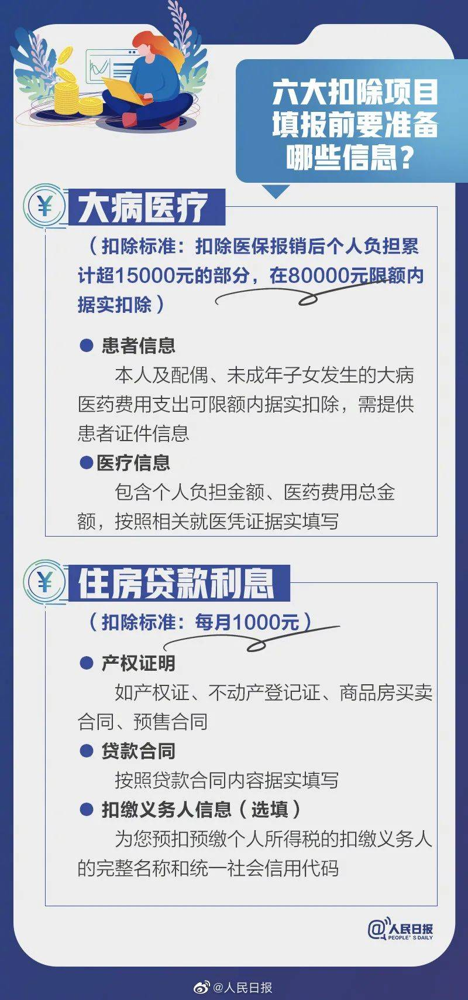 六大扣除项目
填报前要准备
哪些信息？
¥
大病医疗
（扣除标准：扣除医保报销后个人负担累
计超15000元的部分，在80000元限额内
据实扣除）
● 患者信息
本人及配偶、未成年子女发生的大病
医药费用支出可限额内据实扣除，需提供
患者证件信息
●医疗信息
包含个人负担金额、医药费用总金
额，按照相关就医凭证据实填写
¥
住房贷款利息
（扣除标准：每月1000元）
● 产权证明
如产权证、不动产登记证、商品房买卖
合同、预售合同
● 贷款合同
按照贷款合同内容据实填写
● 扣缴义务人信息（选填）
为您预扣预缴个人所得税的扣缴义务人
的完整名称和统一社会信用代码
@人民日报
PEOPLE'S DAILY
@人民日报